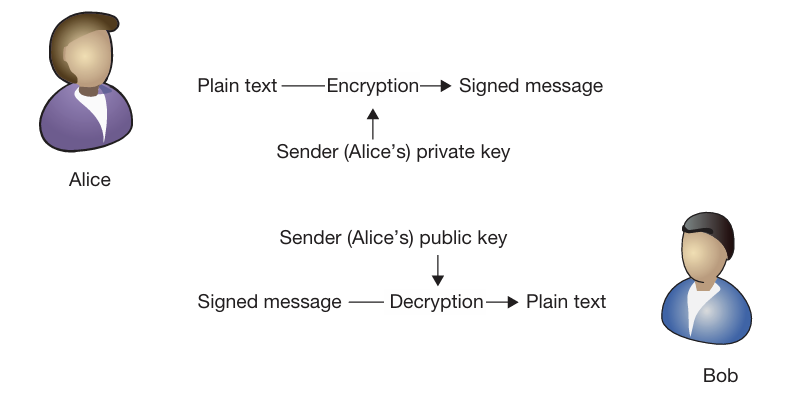 Plain text Encryption Signed message
Sender (Alice’s) private key
Alice
Sender (Alice’s) public key
Signed message Decryption Plain text
Bob